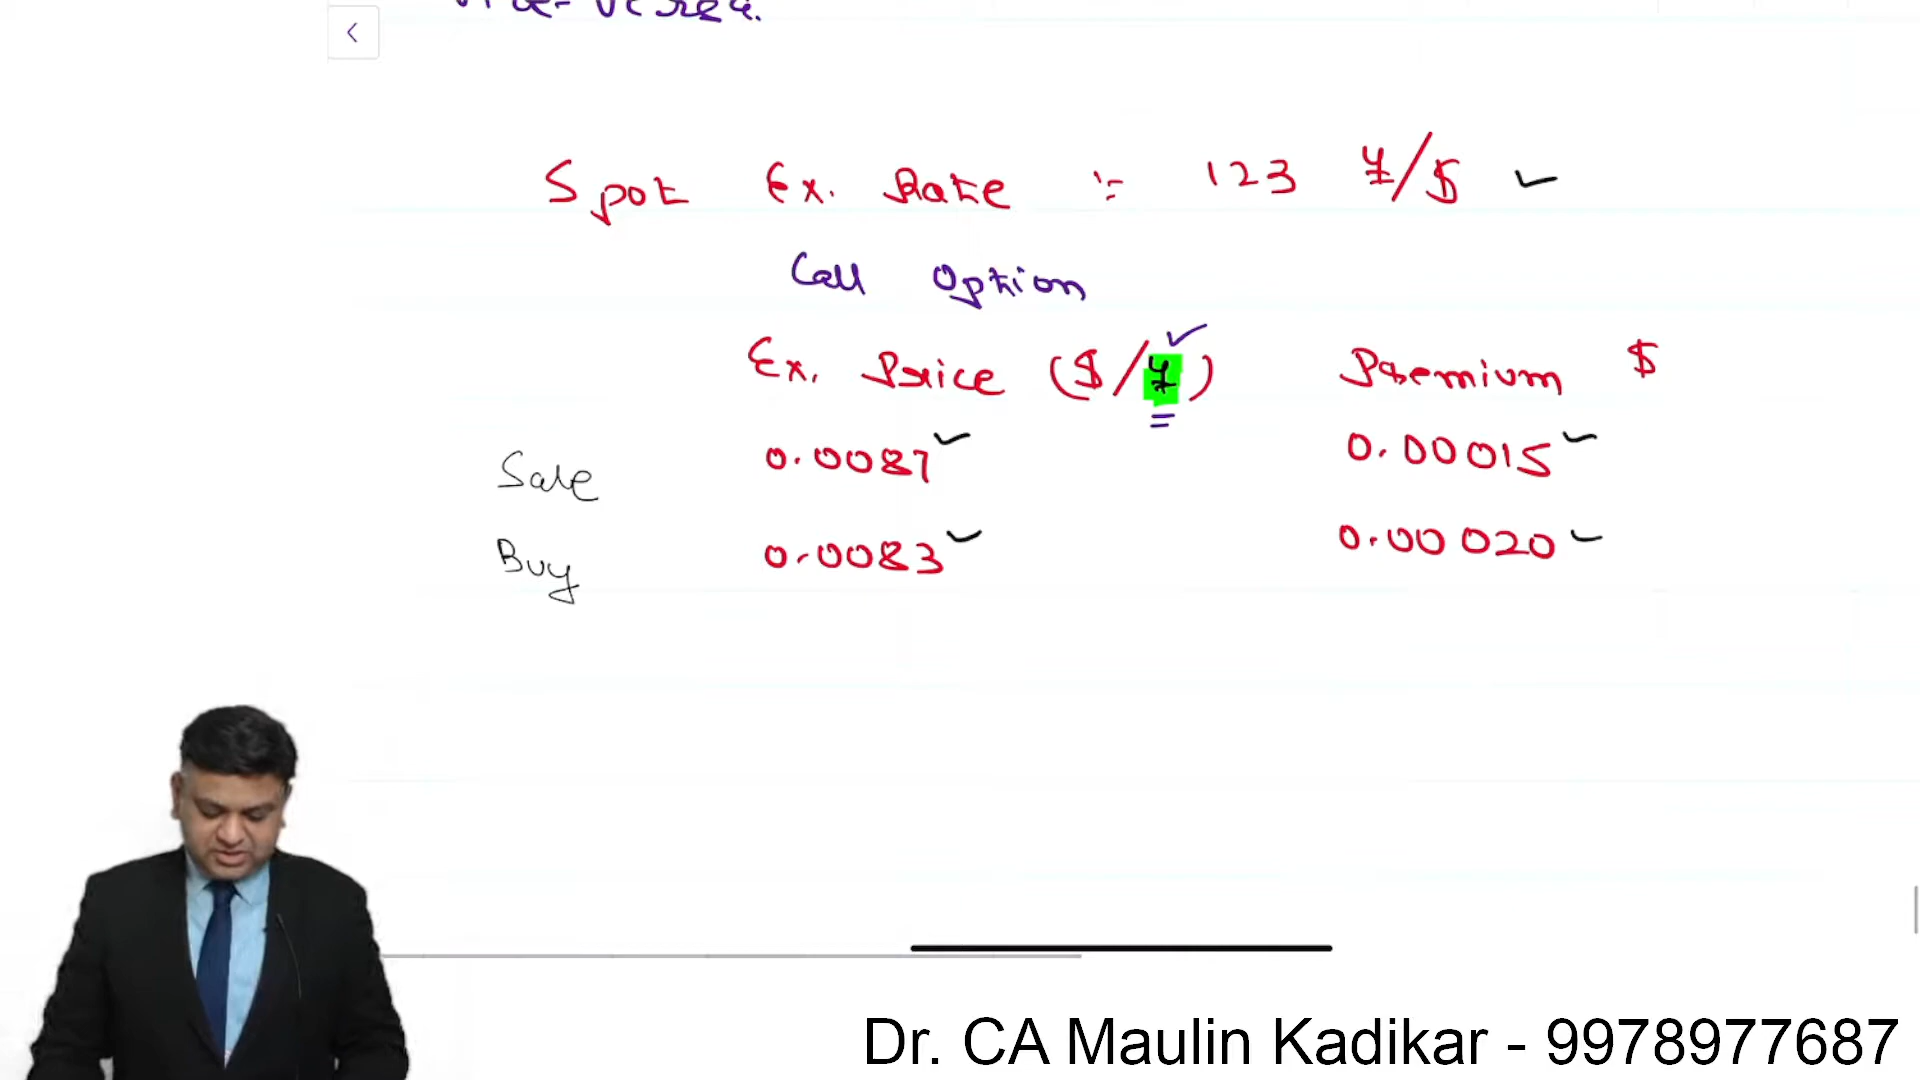 Spot Ex. Rate := 123 ¥/$
Call Option
Ex. Price ($/¥) Premium $
Sale 0.0087 0.00015
Buy 0.0083 0.00020
Dr. CA Maulin Kadikar - 9978977687